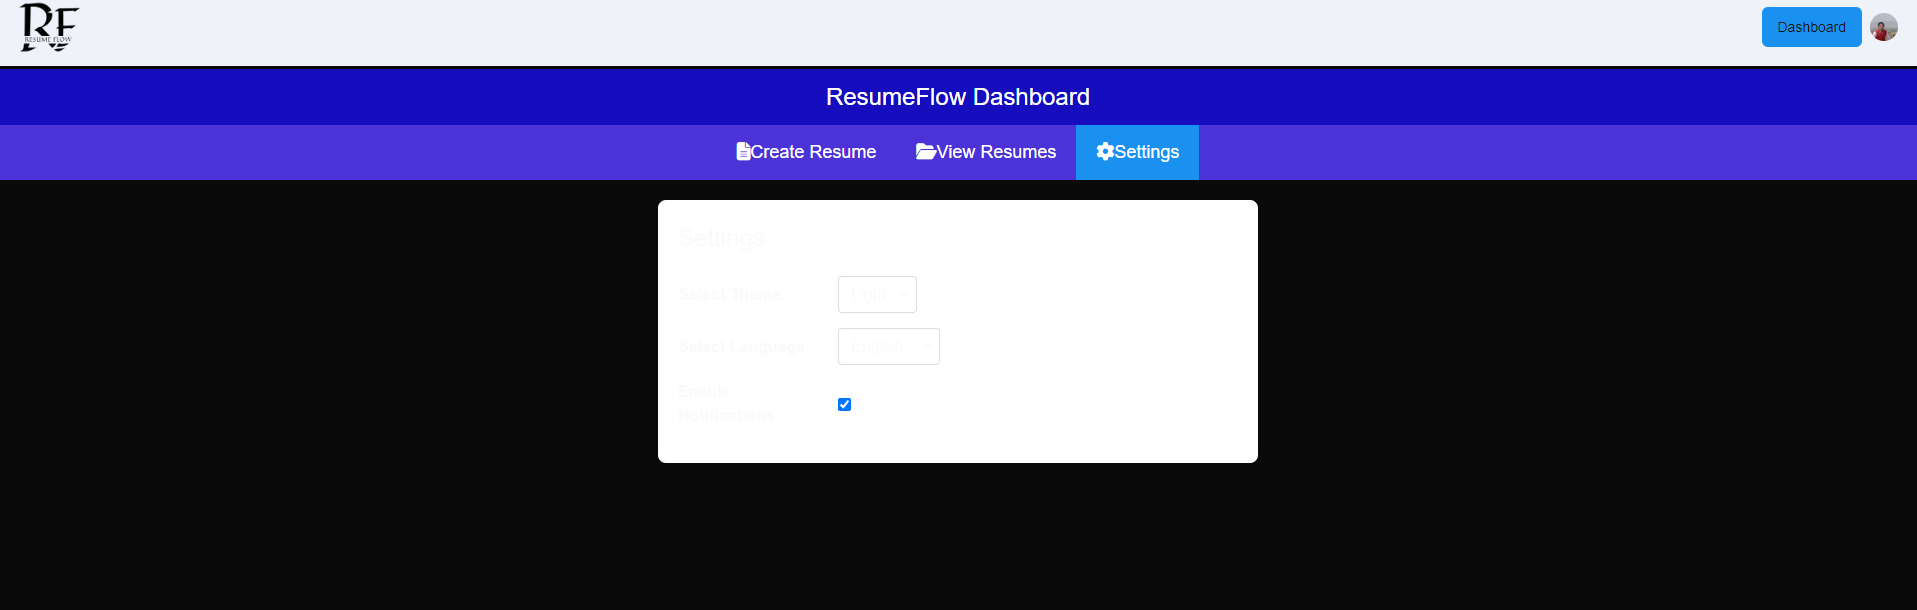 RF
RESUME FLOW
Dashboard
ResumeFlow Dashboard
Create Resume View Resumes Settings
Settings
Select Theme: Light
Select Language: English
Enable
Notifications: